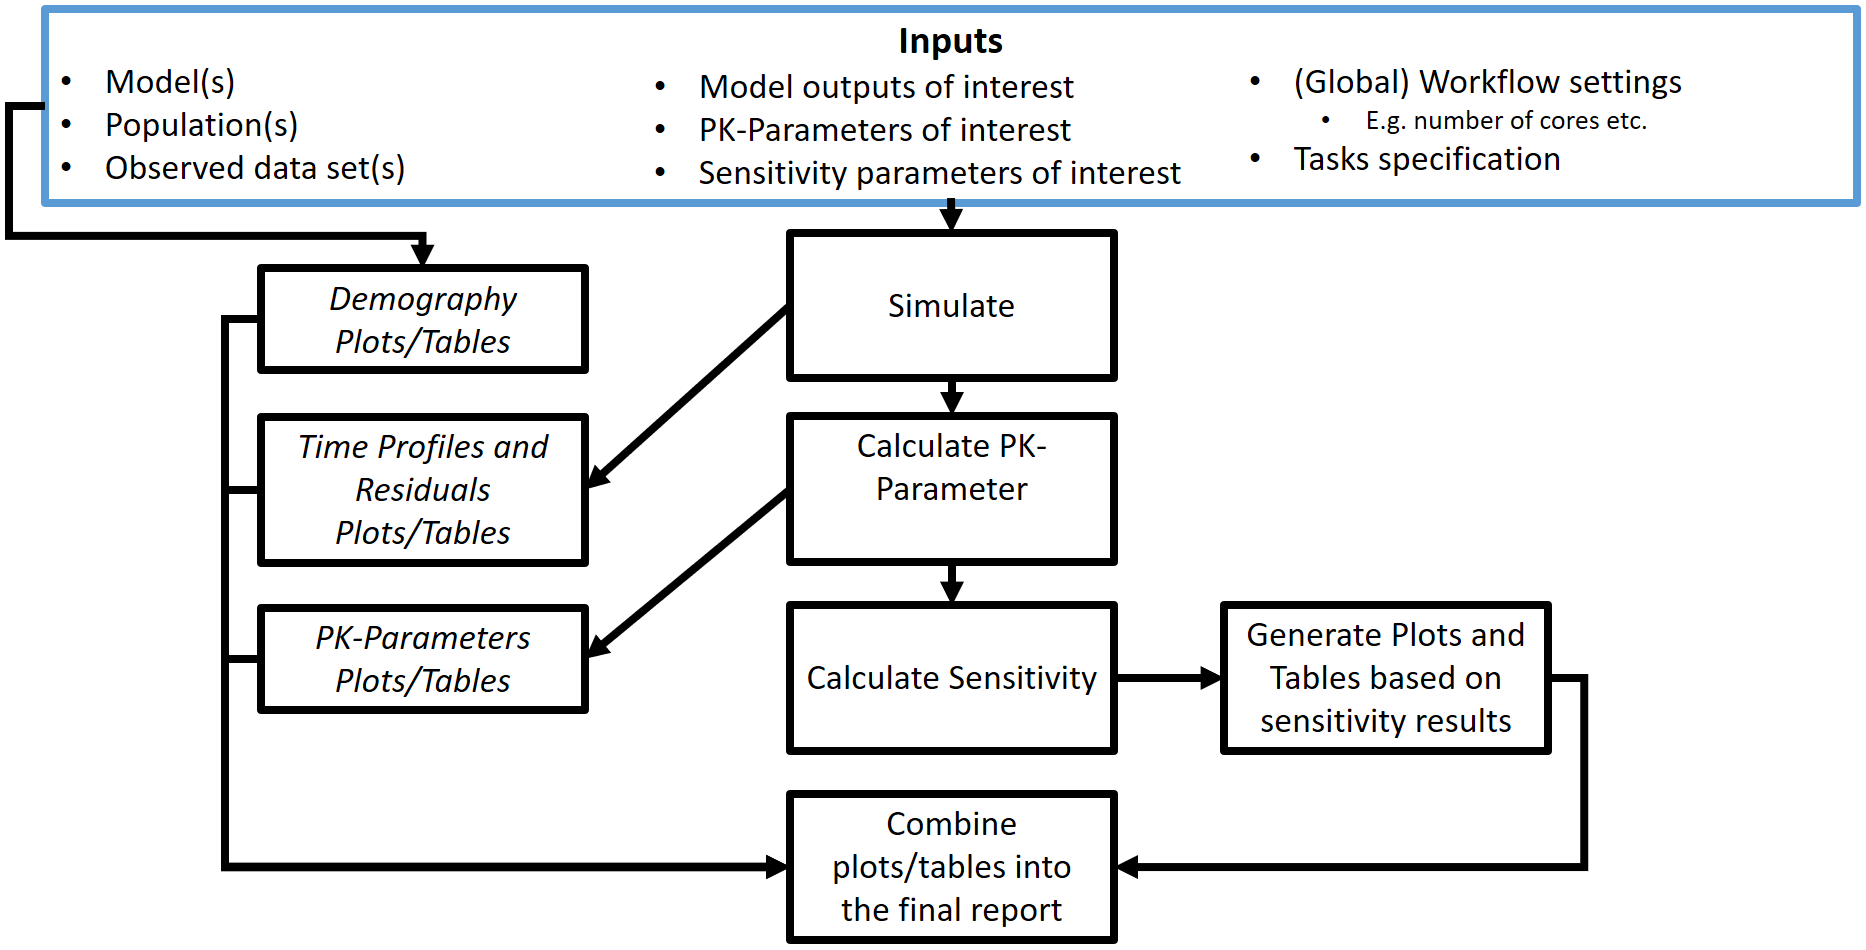 Inputs
• Model(s)
• Population(s)
• Observed data set(s)
• Model outputs of interest
• PK-Parameters of interest
• Sensitivity parameters of interest
• (Global) Workflow settings
• E.g. number of cores etc.
• Tasks specification
Demography
Plots/Tables
Time Profiles and
Residuals
Plots/Tables
PK-Parameters
Plots/Tables
Simulate
Calculate PK-
Parameter
Calculate Sensitivity
Generate Plots and
Tables based on
sensitivity results
Combine
plots/tables into
the final report